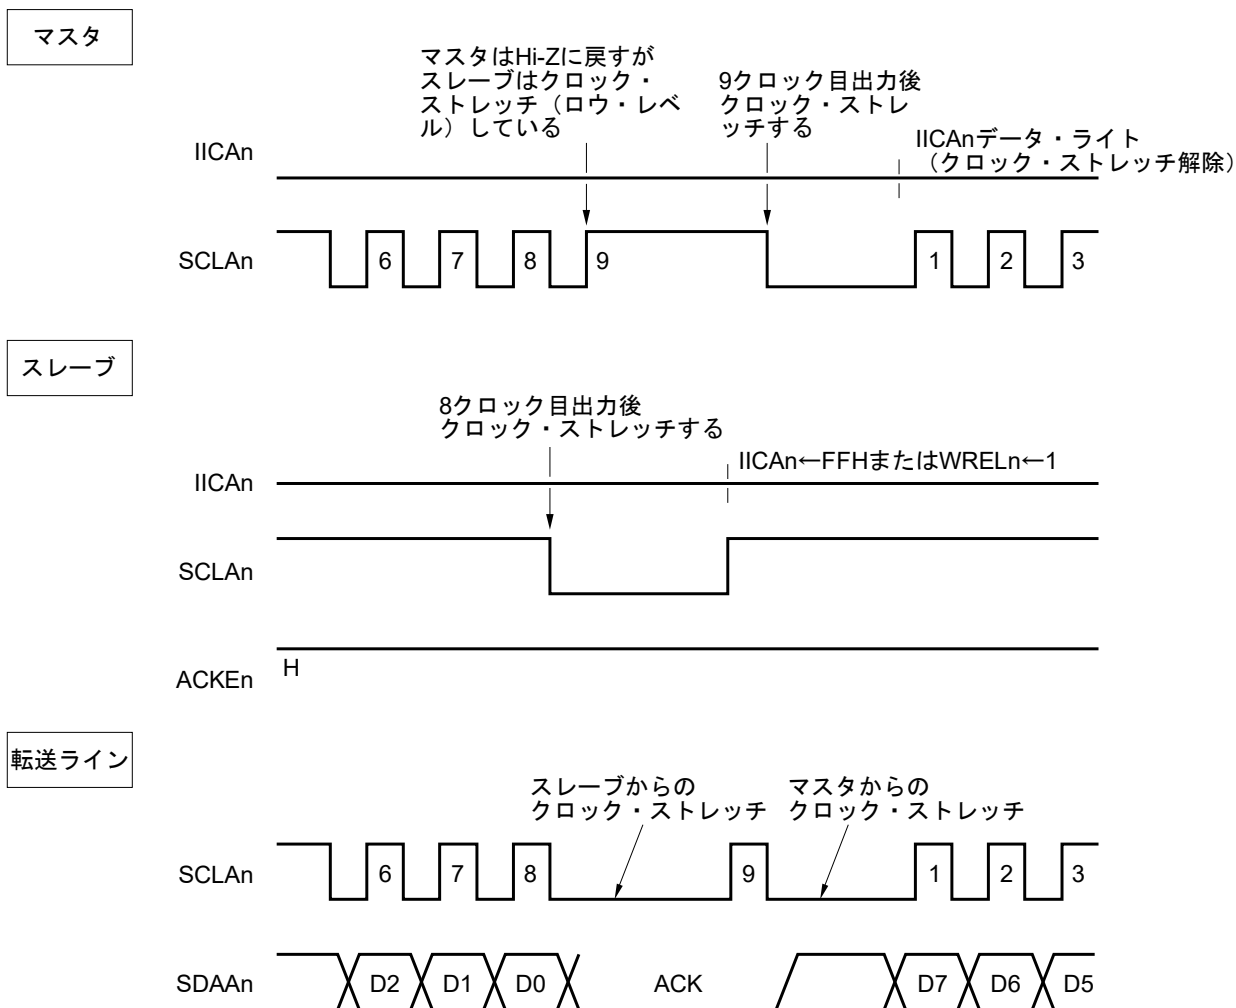 マスタ
マスタはHi-Zに戻すが
スレーブはクロック・
ストレッチ（ロウ・レベ
ル）している
9クロック目出力後
クロック・ストレ
ッチする
IICAnデータ・ライト
（クロック・ストレッチ解除）
IICAn
SCLAn
6 7 8 9 1 2 3
スレーブ
8クロック目出力後
クロック・ストレッチする
IICAn←FFHまたはWRELn←1
IICAn
SCLAn
H
ACKEn
転送ライン
スレーブからの
クロック・ストレッチ
マスタからの
クロック・ストレッチ
SCLAn
6 7 8 9 1 2 3
SDAAn
D2 D1 D0 ACK D7 D6 D5